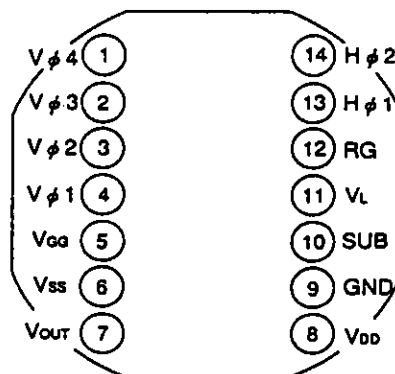 Vφ4 1 14 Hφ2
Vφ3 2 13 Hφ1
Vφ2 3 12 RG
Vφ1 4 11 VL
VGG 5 10 SUB
VSS 6 9 GND
VOUT 7 8 VDD